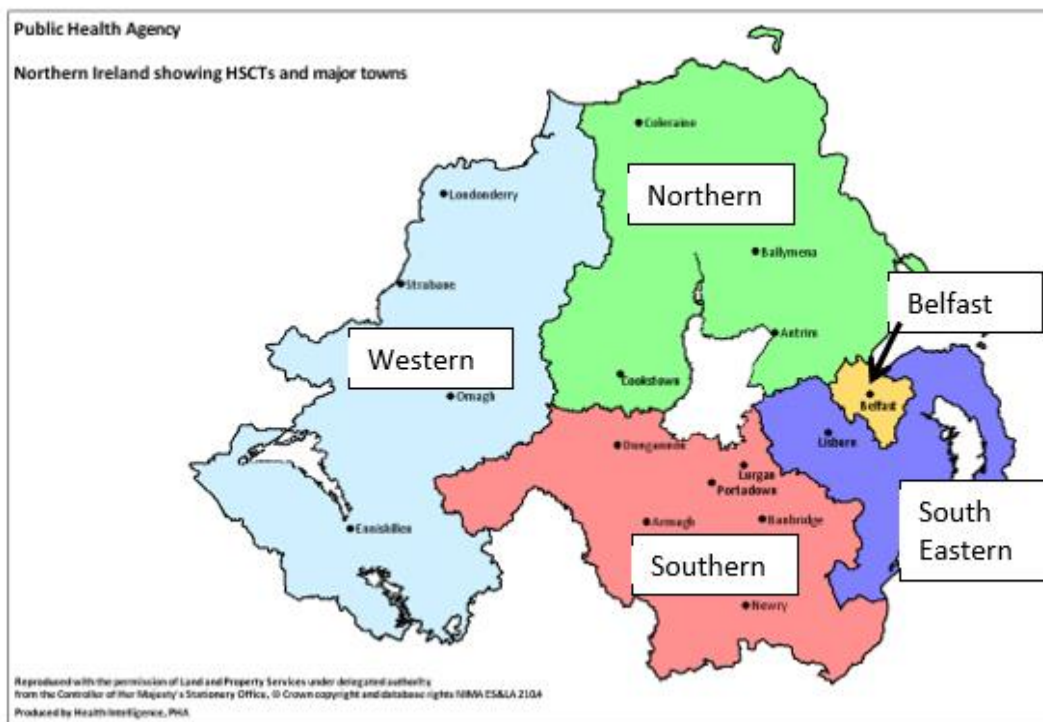 Public Health Agency
Northern Ireland showing HSCTs and major towns
Coleraine
Northern
Londonderry
Ballymena
Strabane
Belfast
Antrim
Western
Cookstown
Omagh
Belfast
Lisburn
Dungannon
Lurgan
Portadown
South
Eastern
Armagh
Banbridge
Enniskillen
Southern
Newry
Reproduced with the permission of Land and Property Services under delegated authority
from the Controller of Her Majesty's Stationery Office, © Crown copyright and database rights NIMA ES&LA 210.4
Produced by Health Intelligence, PHA